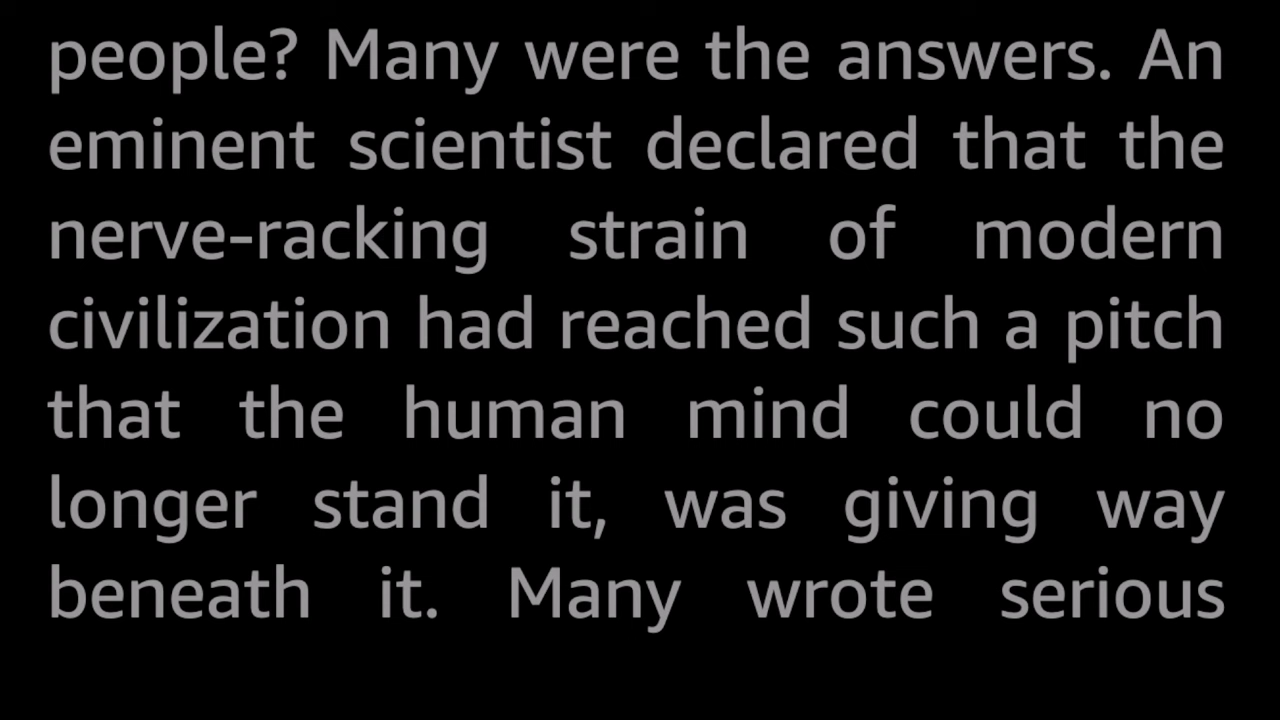 people? Many were the answers. An
eminent scientist declared that the
nerve-racking strain of modern
civilization had reached such a pitch
that the human mind could no
longer stand it, was giving way
beneath it. Many wrote serious